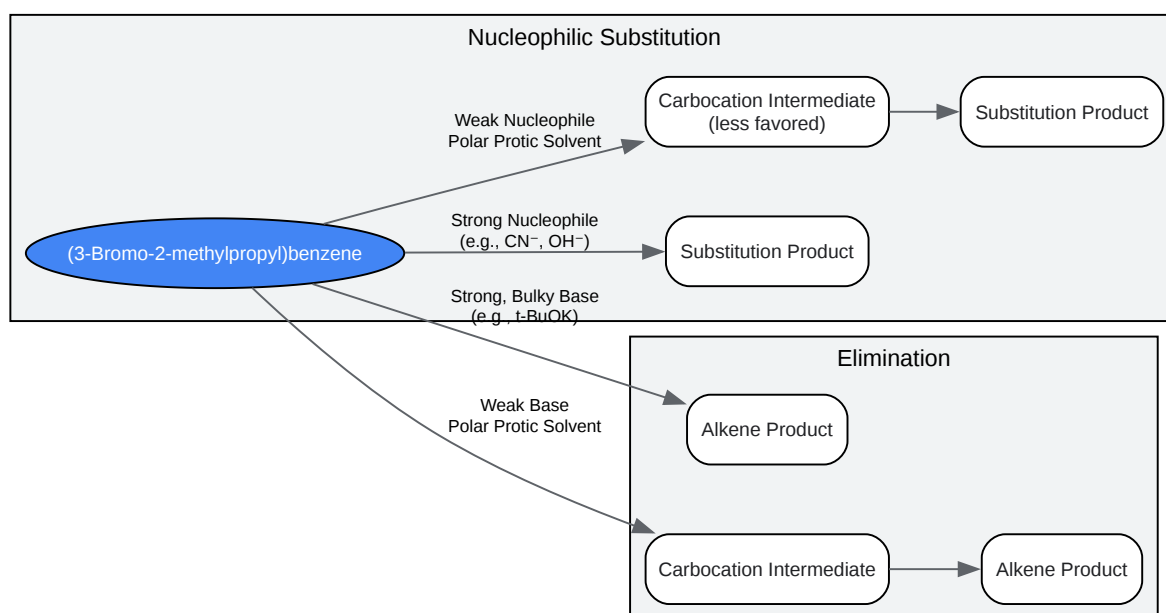 Nucleophilic Substitution
Weak Nucleophile
Polar Protic Solvent
Carbocation Intermediate
(less favored)
Substitution Product
(3-Bromo-2-methylpropyl)benzene
Strong Nucleophile
(e.g., CN⁻, OH⁻)
Substitution Product
Strong, Bulky Base
(e.g., t-BuOK)
Elimination
Alkene Product
Weak Base
Polar Protic Solvent
Carbocation Intermediate
Alkene Product